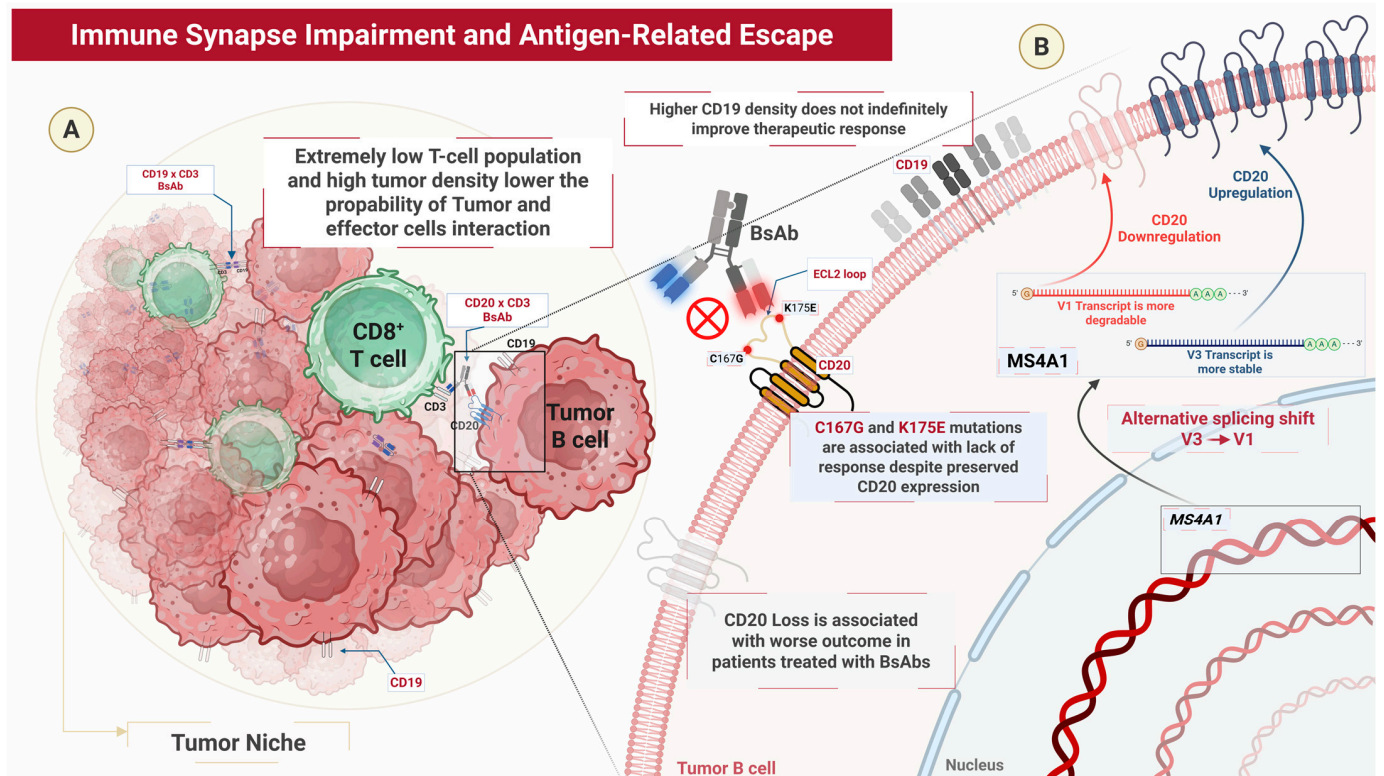 Immune Synapse Impairment and Antigen-Related Escape
A
CD19 x CD3
BsAb
Extremely low T-cell population
and high tumor density lower the
propability of Tumor and
effector cells interaction
CD3
CD19
CD8⁺
T cell
CD20 x CD3
BsAb
CD19
CD3
CD20
Tumor
B cell
CD19
Tumor Niche
B
Higher CD19 density does not indefinitely
improve therapeutic response
CD19
BsAb
ECL2 loop
K175E
C167G
CD20
C167G and K175E mutations
are associated with lack of
response despite preserved
CD20 expression
CD20 Loss is associated
with worse outcome in
patients treated with BsAbs
Tumor B cell
CD20
Downregulation
CD20
Upregulation
5' G A A A 3'
V1 Transcript is more
degradable
5' G A A A 3'
V3 Transcript is
more stable
MS4A1
Alternative splicing shift
V3 → V1
MS4A1
Nucleus